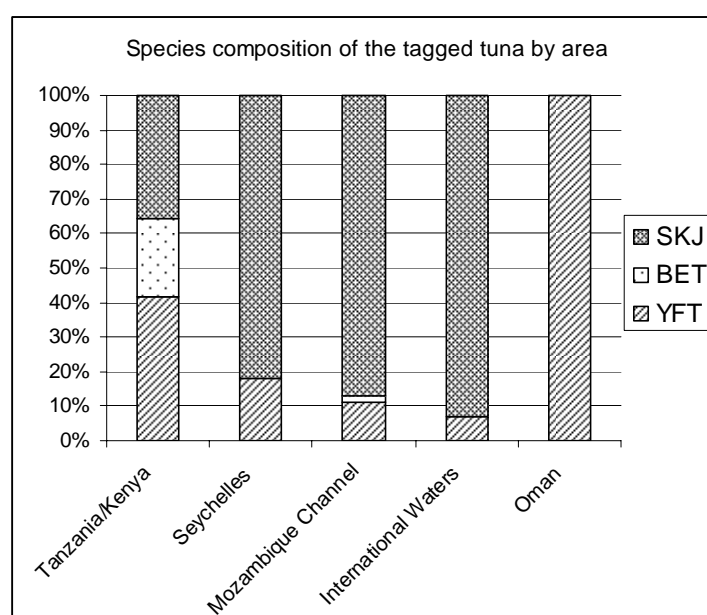 Species composition of the tagged tuna by area
100%
90%
80%
70%
60%
50%
40%
30%
20%
10%
0%
Tanzania/Kenya
Seychelles
Mozambique Channel
International Waters
Oman
SKJ
BET
YFT